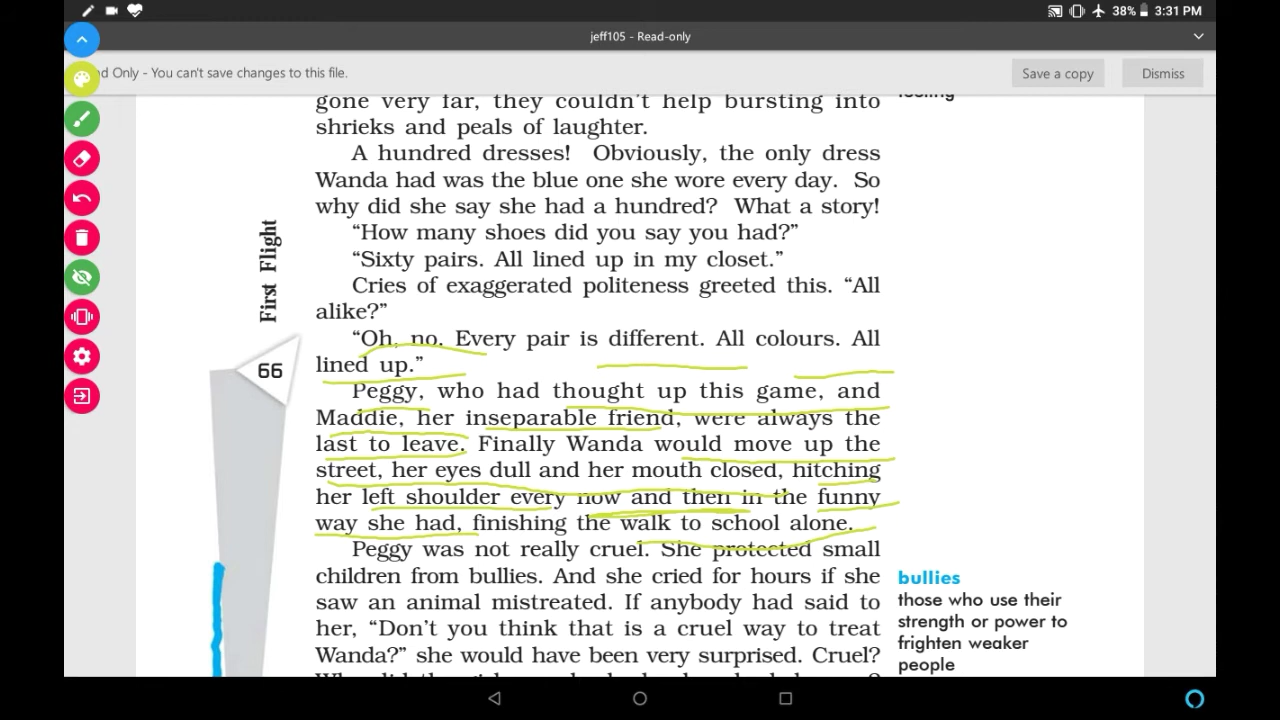 38% 3:31 PM
jeff105 - Read-only
d Only - You can't save changes to this file.
Save a copy
Dismiss
gone very far, they couldn't help bursting into
shrieks and peals of laughter.
A hundred dresses! Obviously, the only dress
Wanda had was the blue one she wore every day. So
why did she say she had a hundred? What a story!
“How many shoes did you say you had?”
“Sixty pairs. All lined up in my closet.”
Cries of exaggerated politeness greeted this. “All
alike?”
“Oh, no. Every pair is different. All colours. All
lined up.”
Peggy, who had thought up this game, and
Maddie, her inseparable friend, were always the
last to leave. Finally Wanda would move up the
street, her eyes dull and her mouth closed, hitching
her left shoulder every now and then in the funny
way she had, finishing the walk to school alone.
Peggy was not really cruel. She protected small
children from bullies. And she cried for hours if she
saw an animal mistreated. If anybody had said to
her, “Don't you think that is a cruel way to treat
Wanda?” she would have been very surprised. Cruel?
First Flight
66
bullies
those who use their
strength or power to
frighten weaker
people